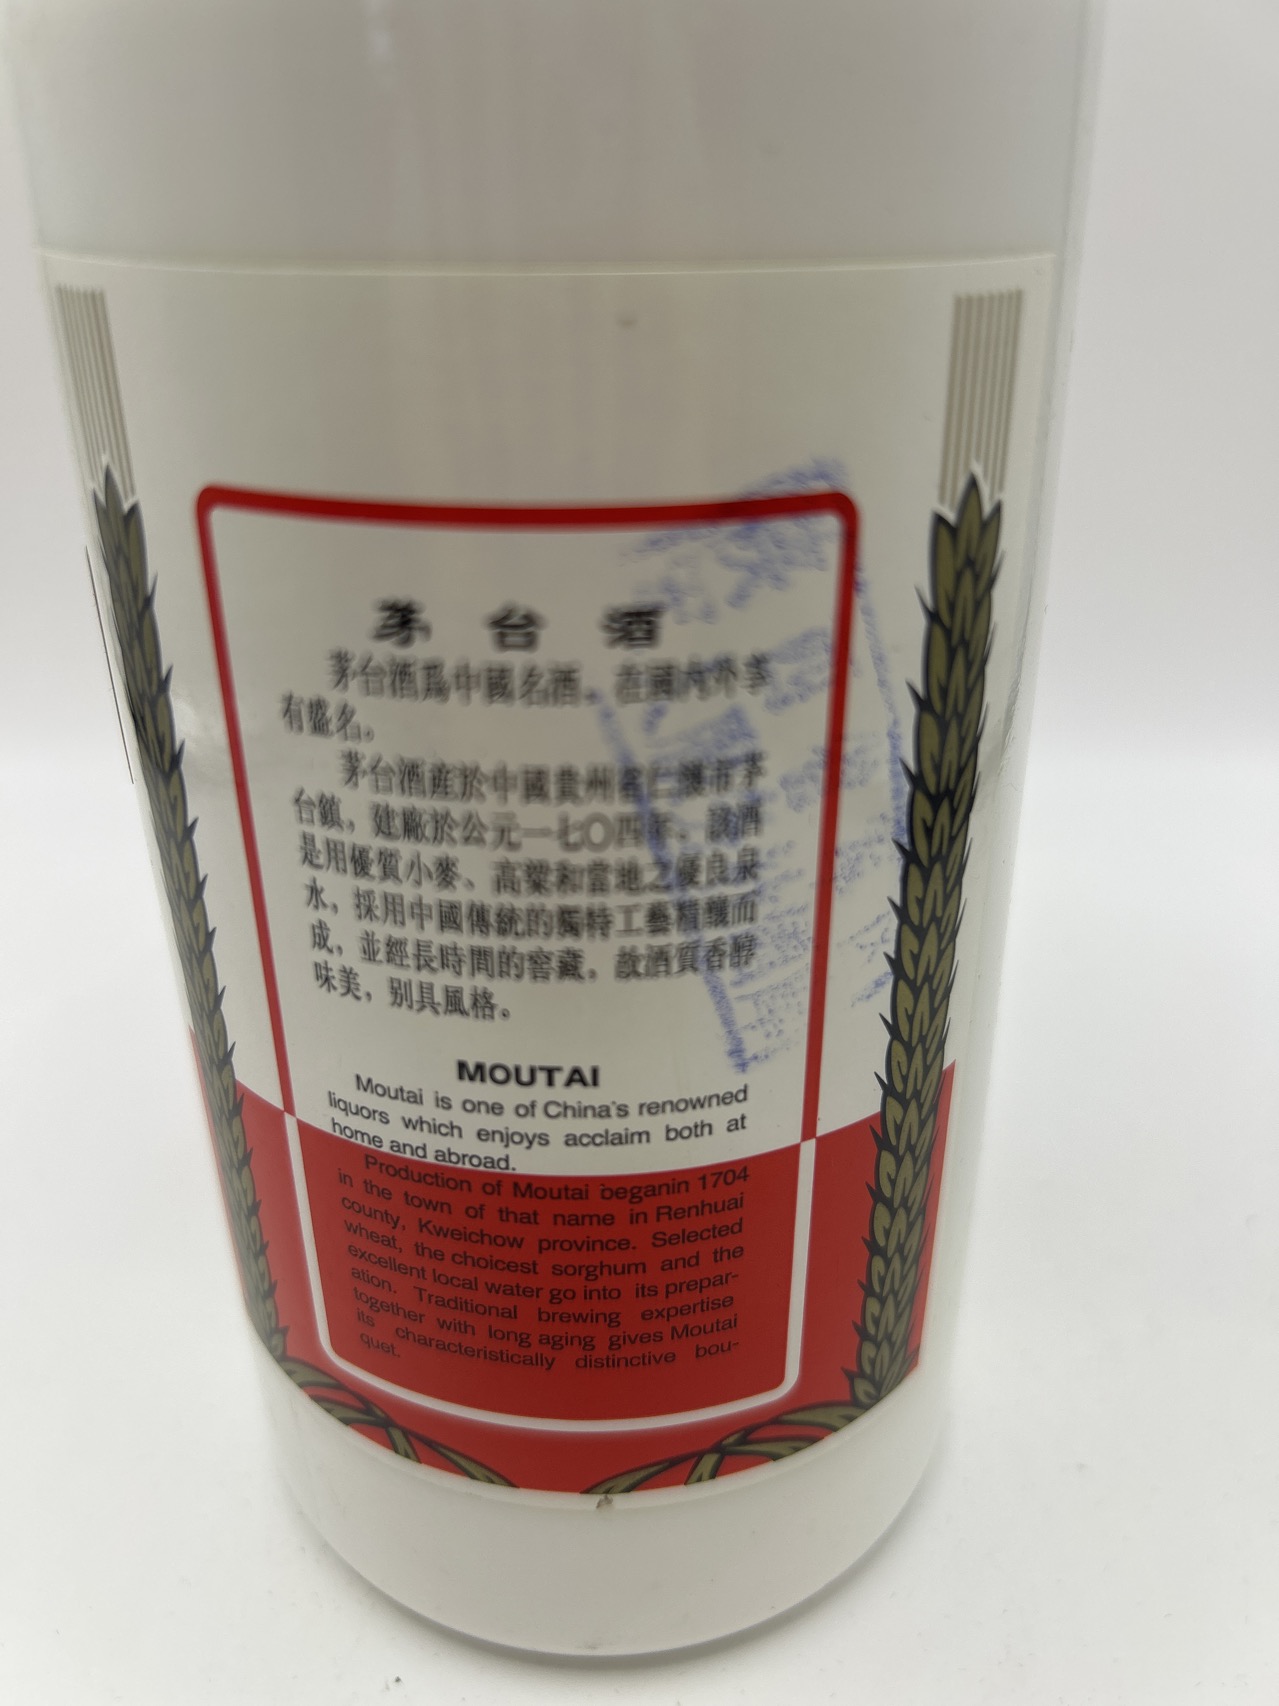 茅台酒
茅台酒爲中國名酒，在國內外享
有盛名。
茅台酒産於中國貴州省仁懷市茅
台鎮，建廠於公元一七〇四年，該酒
是用優質小麥、高粱和當地之優良泉
水，採用中國傳統的獨特工藝精釀而
成，並經長時間的窖藏，故酒質香醇
味美，别具風格。
MOUTAI
Moutai is one of China's renowned
liquors which enjoys acclaim both at
home and abroad.
Production of Moutai beganin 1704
in the town of that name in Renhuai
county, Kweichow province. Selected
wheat, the choicest sorghum and the
excellent local water go into its prepar-
ation. Traditional brewing expertise
together with long aging gives Moutai
its characteristically distinctive bou-
quet.